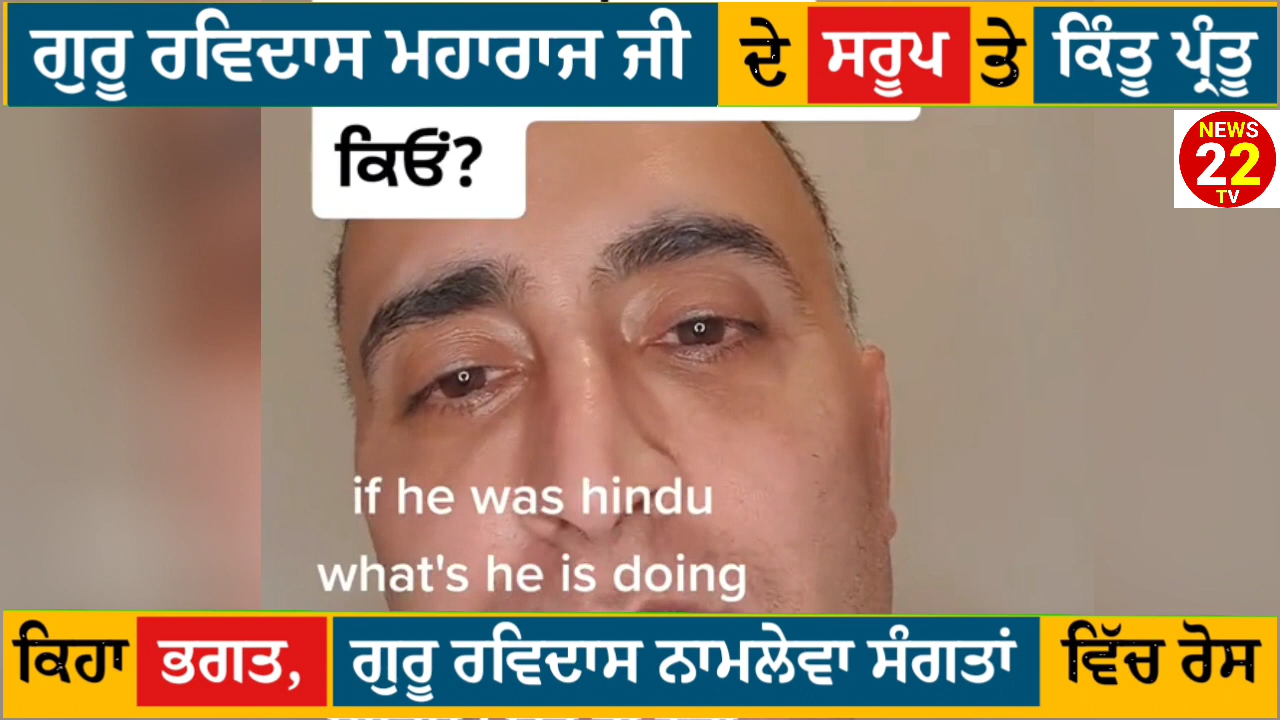 ਗੁਰੂ ਰਵਿਦਾਸ ਮਹਾਰਾਜ ਜੀ ਦੇ ਸਰੂਪ ਤੇ ਕਿੰਤੂ ਪ੍ਰੰਤੂ
NEWS
22
TV
ਕਿਓਂ?
if he was hindu
what's he is doing
ਕਿਹਾ ਭਗਤ, ਗੁਰੂ ਰਵਿਦਾਸ ਨਾਮਲੇਵਾ ਸੰਗਤਾਂ ਵਿੱਚ ਰੋਸ